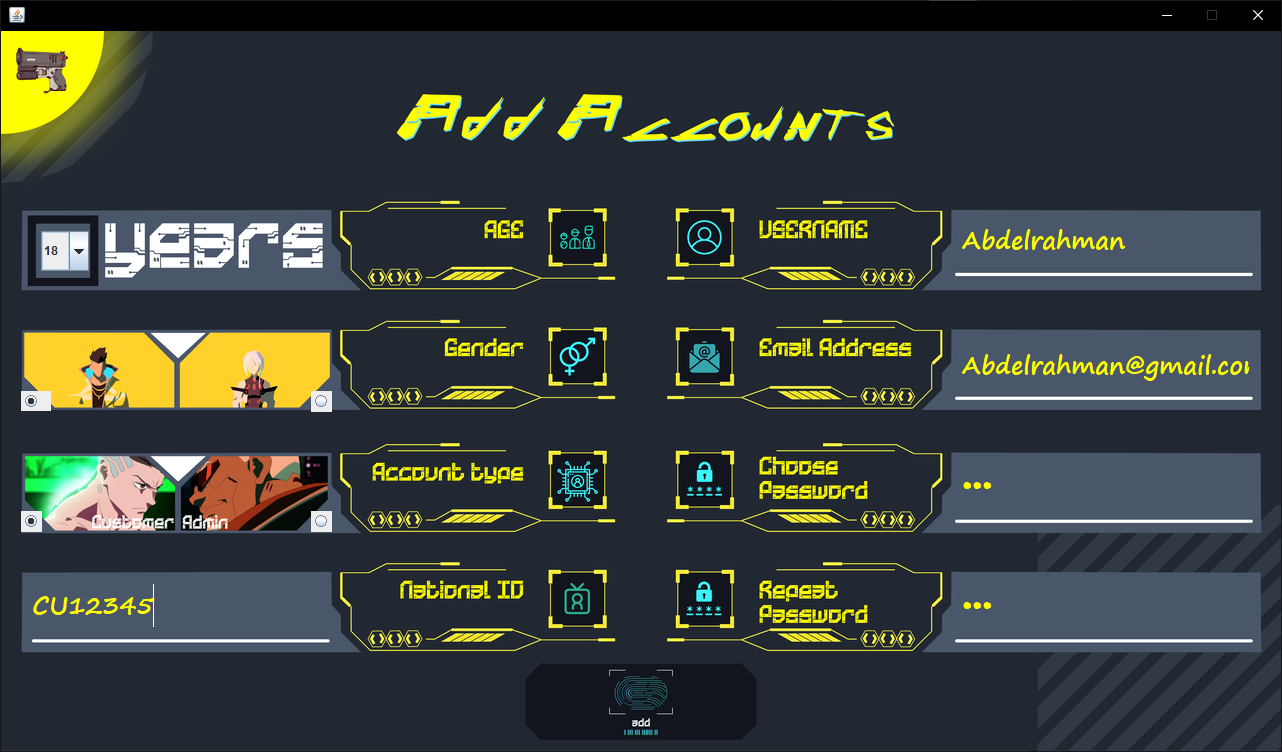 Add Accounts
18
years
AGE
USERNAME
Abdelrahman
Gender
Email Address
Abdelrahman@gmail.com
Customer
Admin
Account type
Choose
Password
•••
CU12345
National ID
Repeat
Password
•••
add